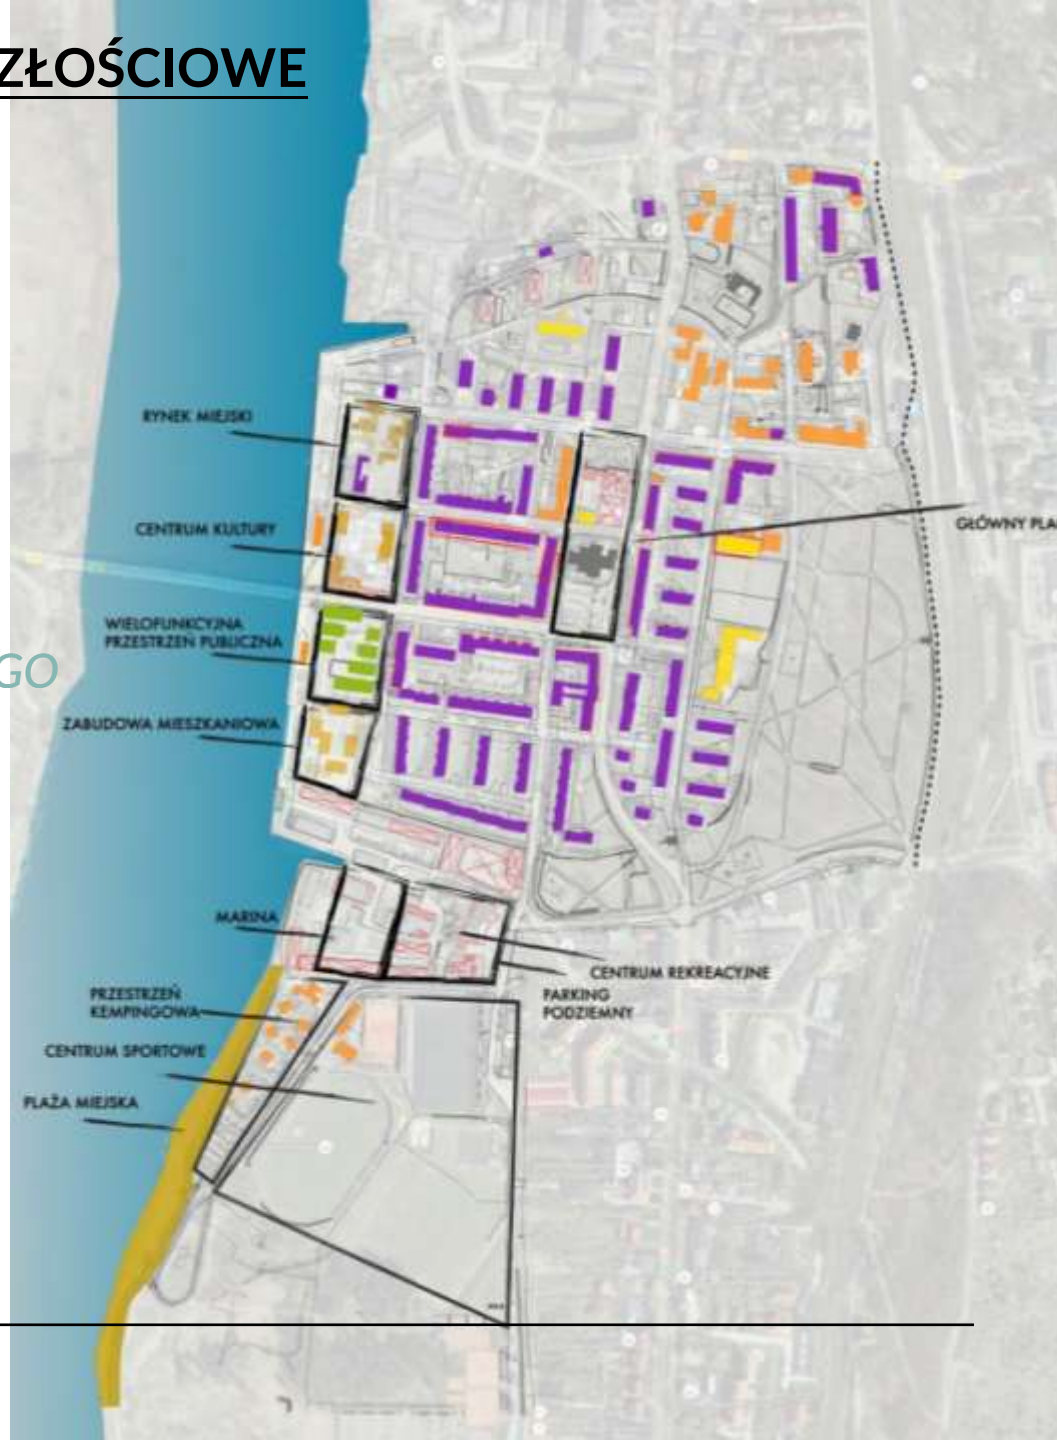 ZŁOŚCIOWE
RYNEK MIEJSKI
CENTRUM KULTURY
GŁÓWNY PLA
WIELOFUNKCYJNA
PRZESTRZEŃ PUBLICZNA
GO
ZABUDOWA MIESZKANIOWA
MARINA
CENTRUM REKREACYJNE
PRZESTRZEŃ
KEMPINGOWA
PARKING
PODZIEMNY
CENTRUM SPORTOWE
PLAŻA MIEJSKA